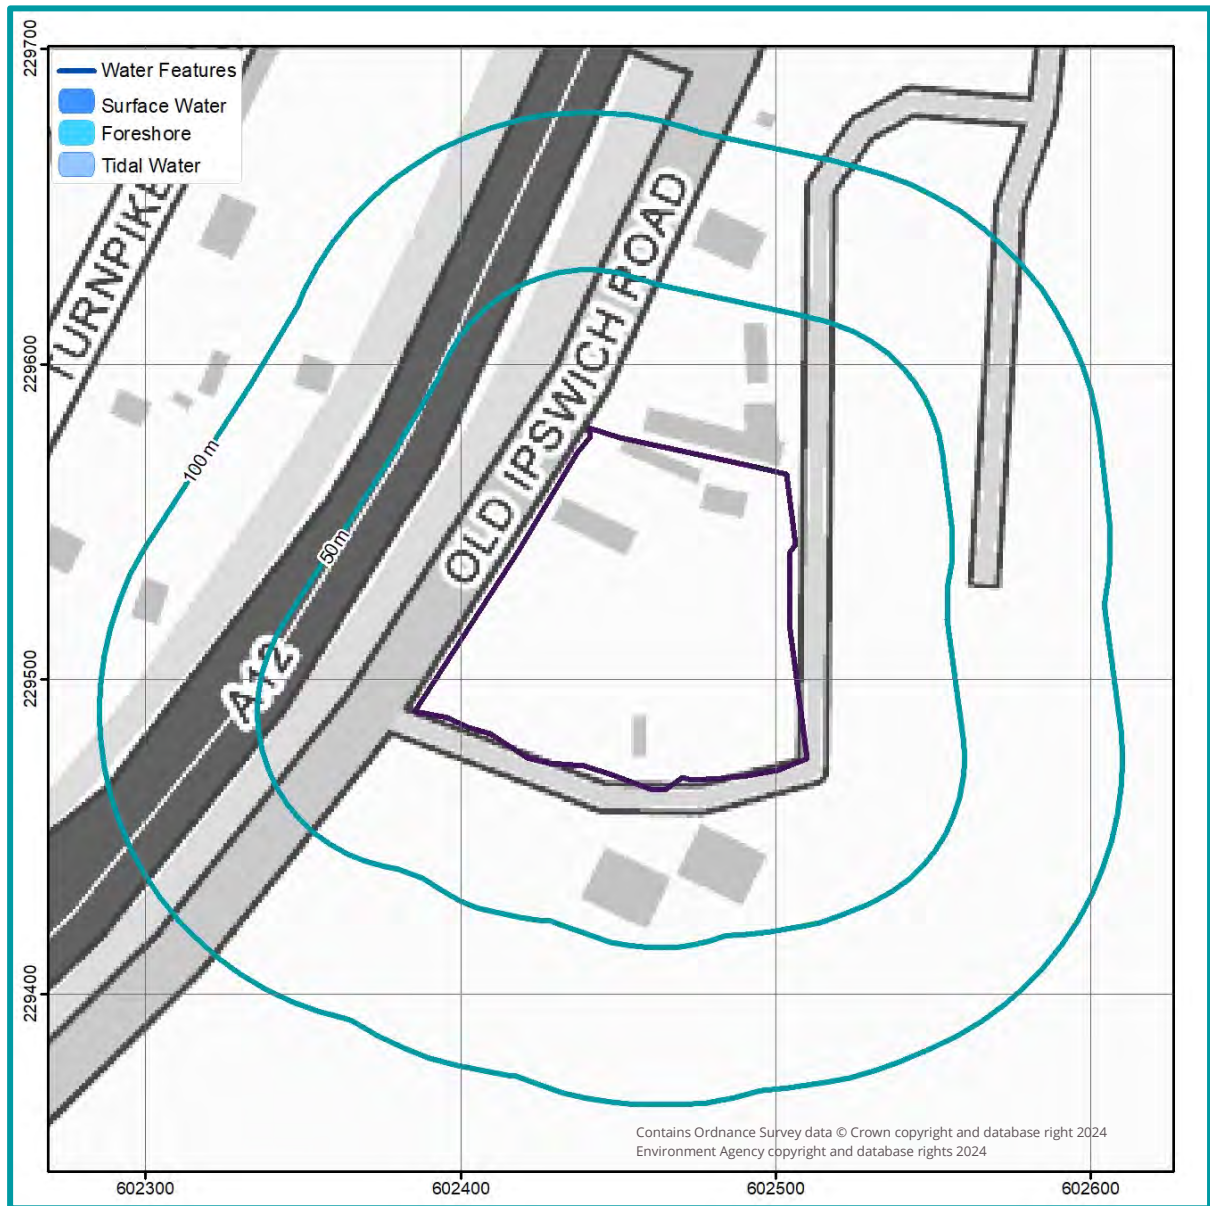 229700
Water Features
Surface Water
Foreshore
Tidal Water
TURNPIKE
OLD IPSWICH ROAD
229600
100 m
50m
A12
229500
229400
Contains Ordnance Survey data © Crown copyright and database right 2024
Environment Agency copyright and database rights 2024
602300
602400
602500
602600